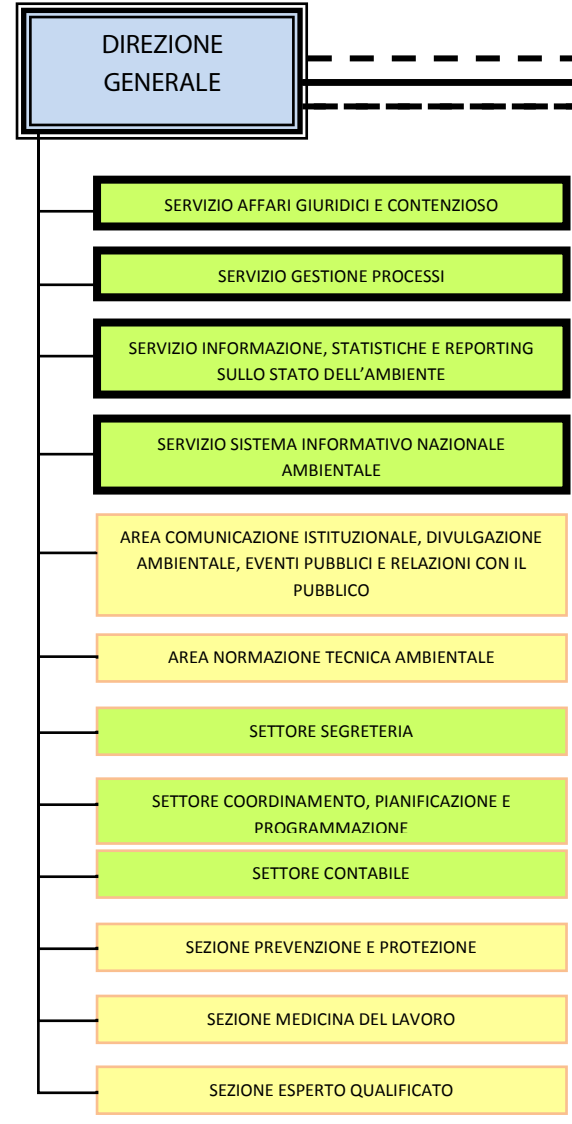 DIREZIONE
GENERALE
SERVIZIO AFFARI GIURIDICI E CONTENZIOSO
SERVIZIO GESTIONE PROCESSI
SERVIZIO INFORMAZIONE, STATISTICHE E REPORTING
SULLO STATO DELL’AMBIENTE
SERVIZIO SISTEMA INFORMATIVO NAZIONALE
AMBIENTALE
AREA COMUNICAZIONE ISTITUZIONALE, DIVULGAZIONE
AMBIENTALE, EVENTI PUBBLICI E RELAZIONI CON IL
PUBBLICO
AREA NORMAZIONE TECNICA AMBIENTALE
SETTORE SEGRETERIA
SETTORE COORDINAMENTO, PIANIFICAZIONE E
PROGRAMMAZIONE
SETTORE CONTABILE
SEZIONE PREVENZIONE E PROTEZIONE
SEZIONE MEDICINA DEL LAVORO
SEZIONE ESPERTO QUALIFICATO